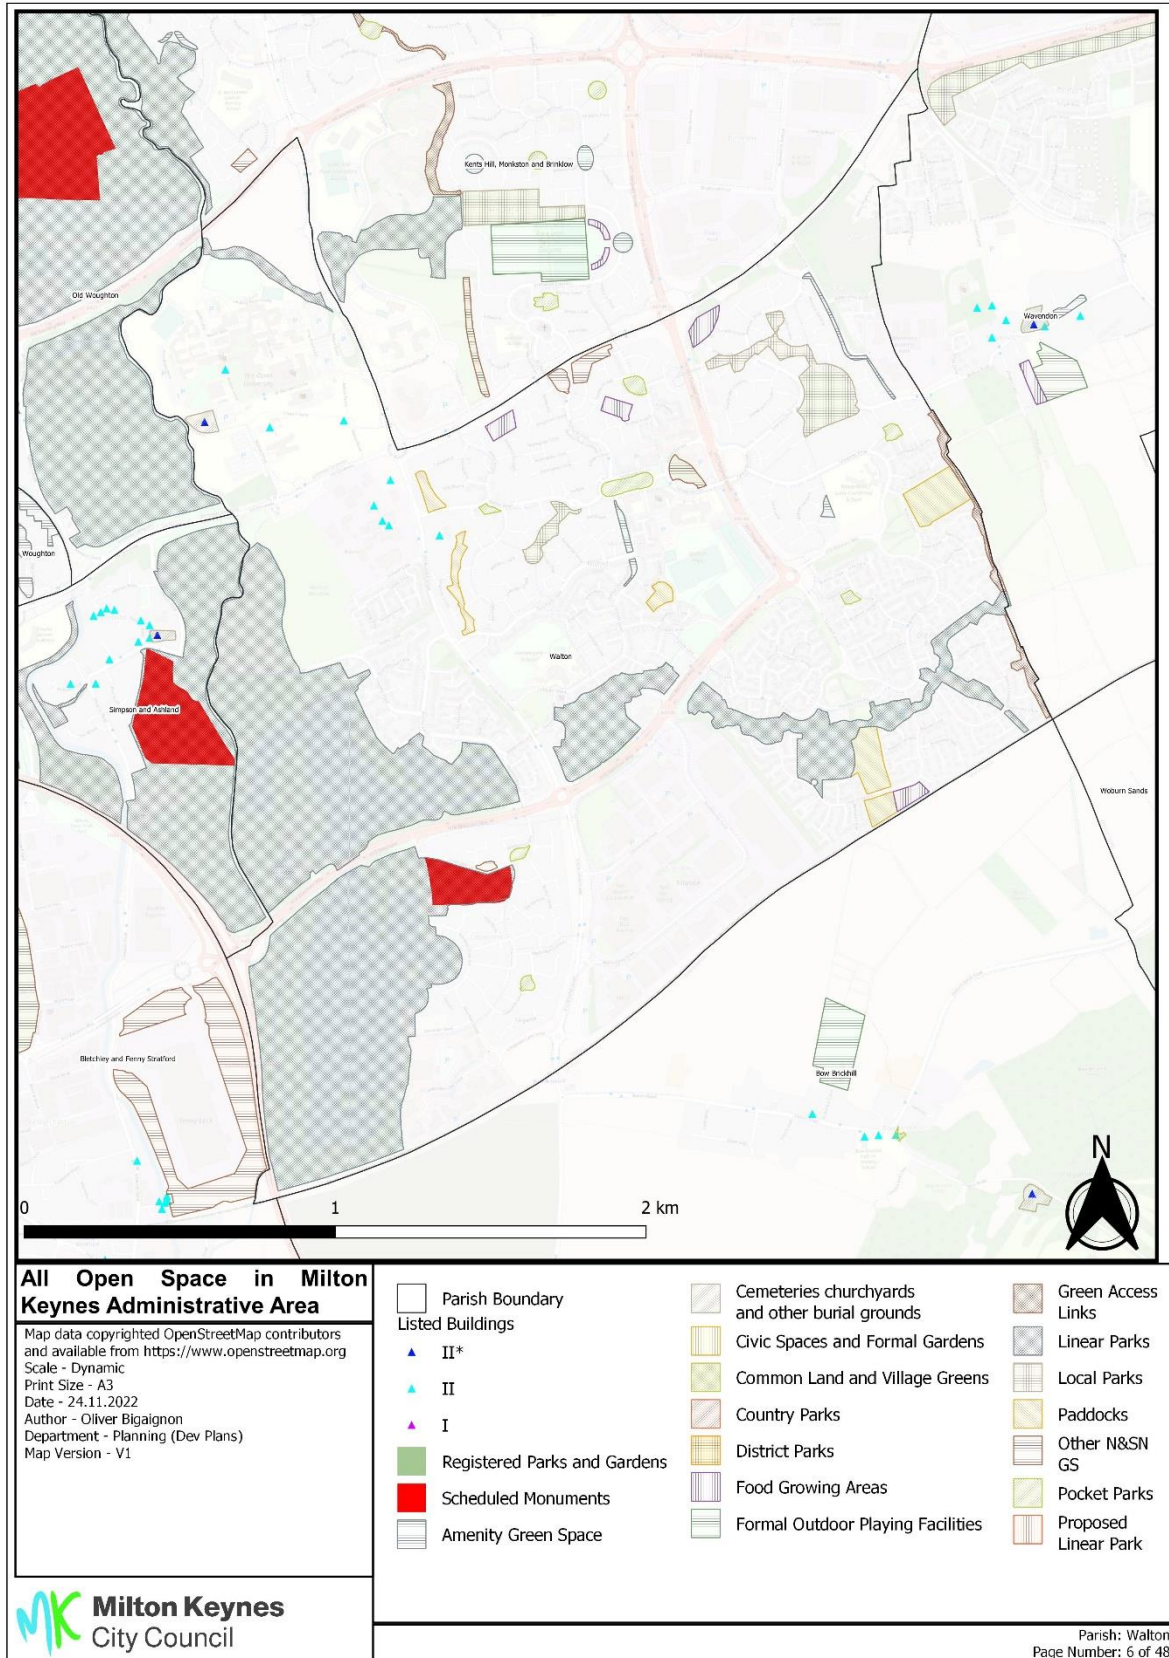 Kents Hill, Monkston and Brinklow
Old Woughton
Wavendon
Woughton
Walton
Simpson and Ashland
Woburn Sands
Bletchley and Fenny Stratford
Bow Brickhill
N
0 1 2 km
All Open Space in Milton
Keynes Administrative Area
Map data copyrighted OpenStreetMap contributors
and available from https://www.openstreetmap.org
Scale - Dynamic
Print Size - A3
Date - 24.11.2022
Author - Oliver Bigaignon
Department - Planning (Dev Plans)
Map Version - V1
MK Milton Keynes
City Council
Parish Boundary
Listed Buildings
II*
II
I
Registered Parks and Gardens
Scheduled Monuments
Amenity Green Space
Cemeteries churchyards
and other burial grounds
Civic Spaces and Formal Gardens
Common Land and Village Greens
Country Parks
District Parks
Food Growing Areas
Formal Outdoor Playing Facilities
Green Access
Links
Linear Parks
Local Parks
Paddocks
Other N&SN
GS
Pocket Parks
Proposed
Linear Park
Parish: Walton
Page Number: 6 of 48